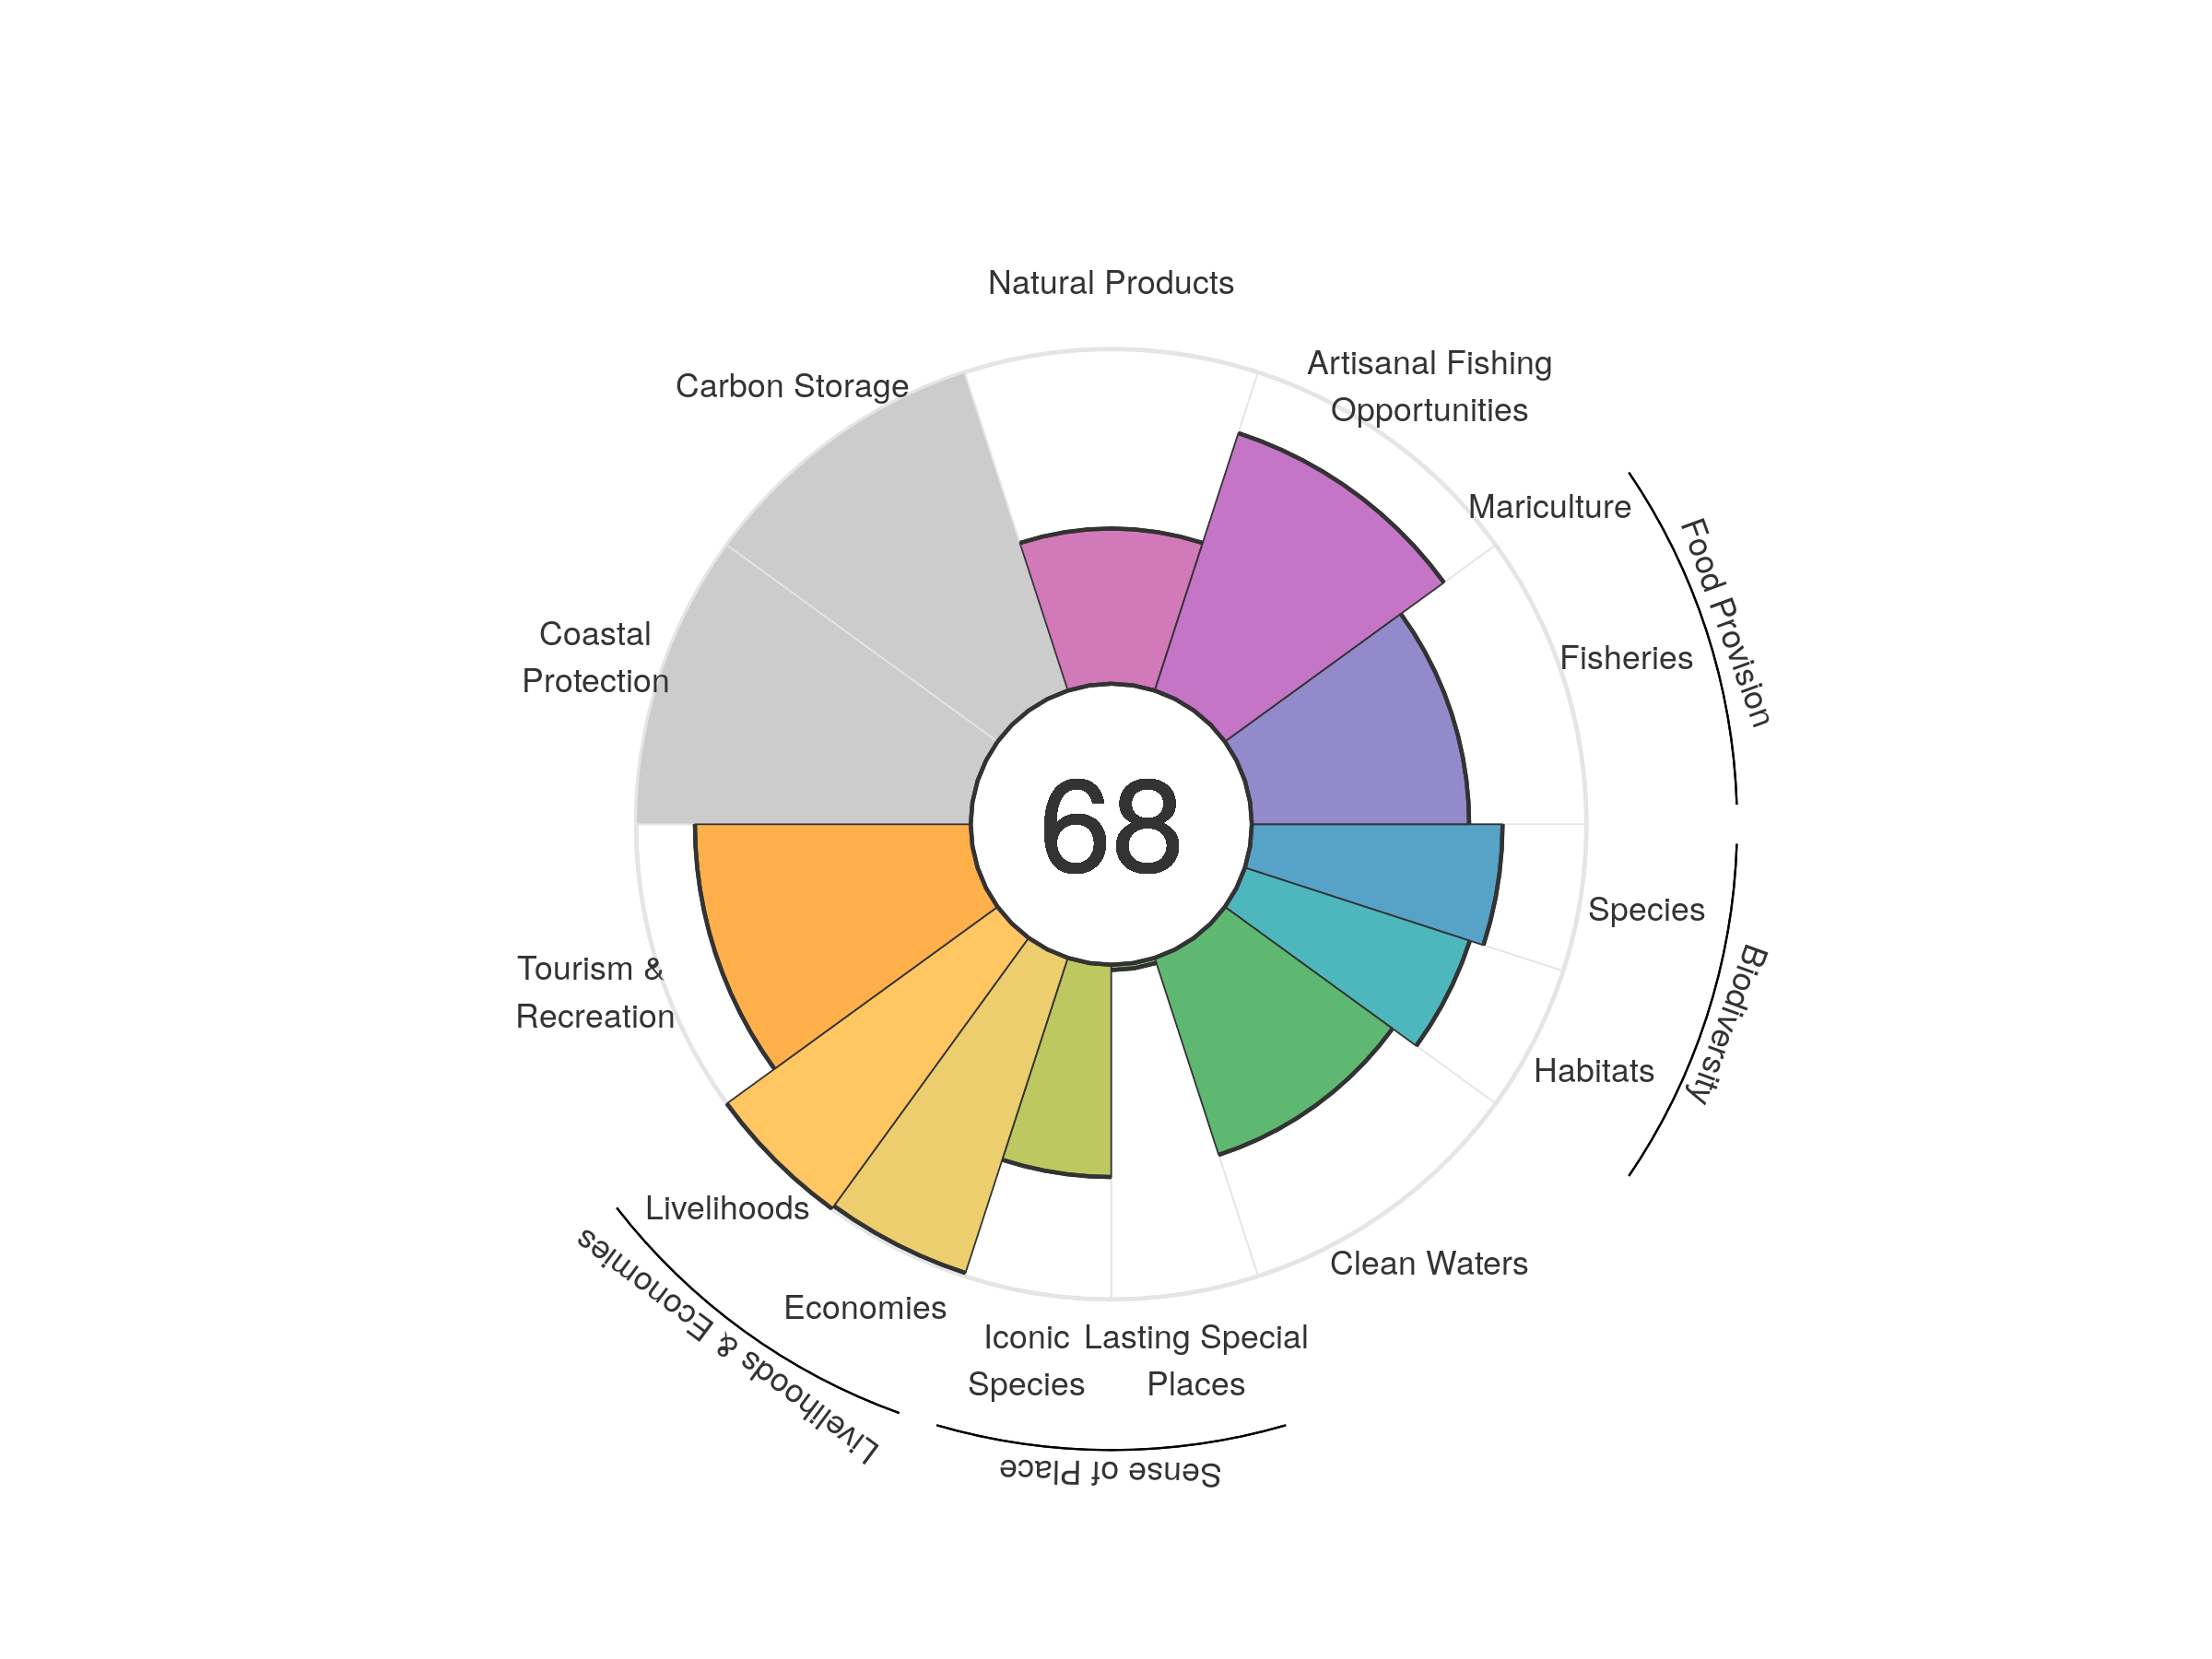 Natural Products
Artisanal Fishing
Opportunities
Carbon Storage
Mariculture
Food Provision
Fisheries
Coastal
Protection
68
Species
Biodiversity
Tourism &
Recreation
Habitats
Livelihoods
Clean Waters
Economies
Livelihoods & Economies
Iconic
Species
Lasting Special
Places
Sense of Place